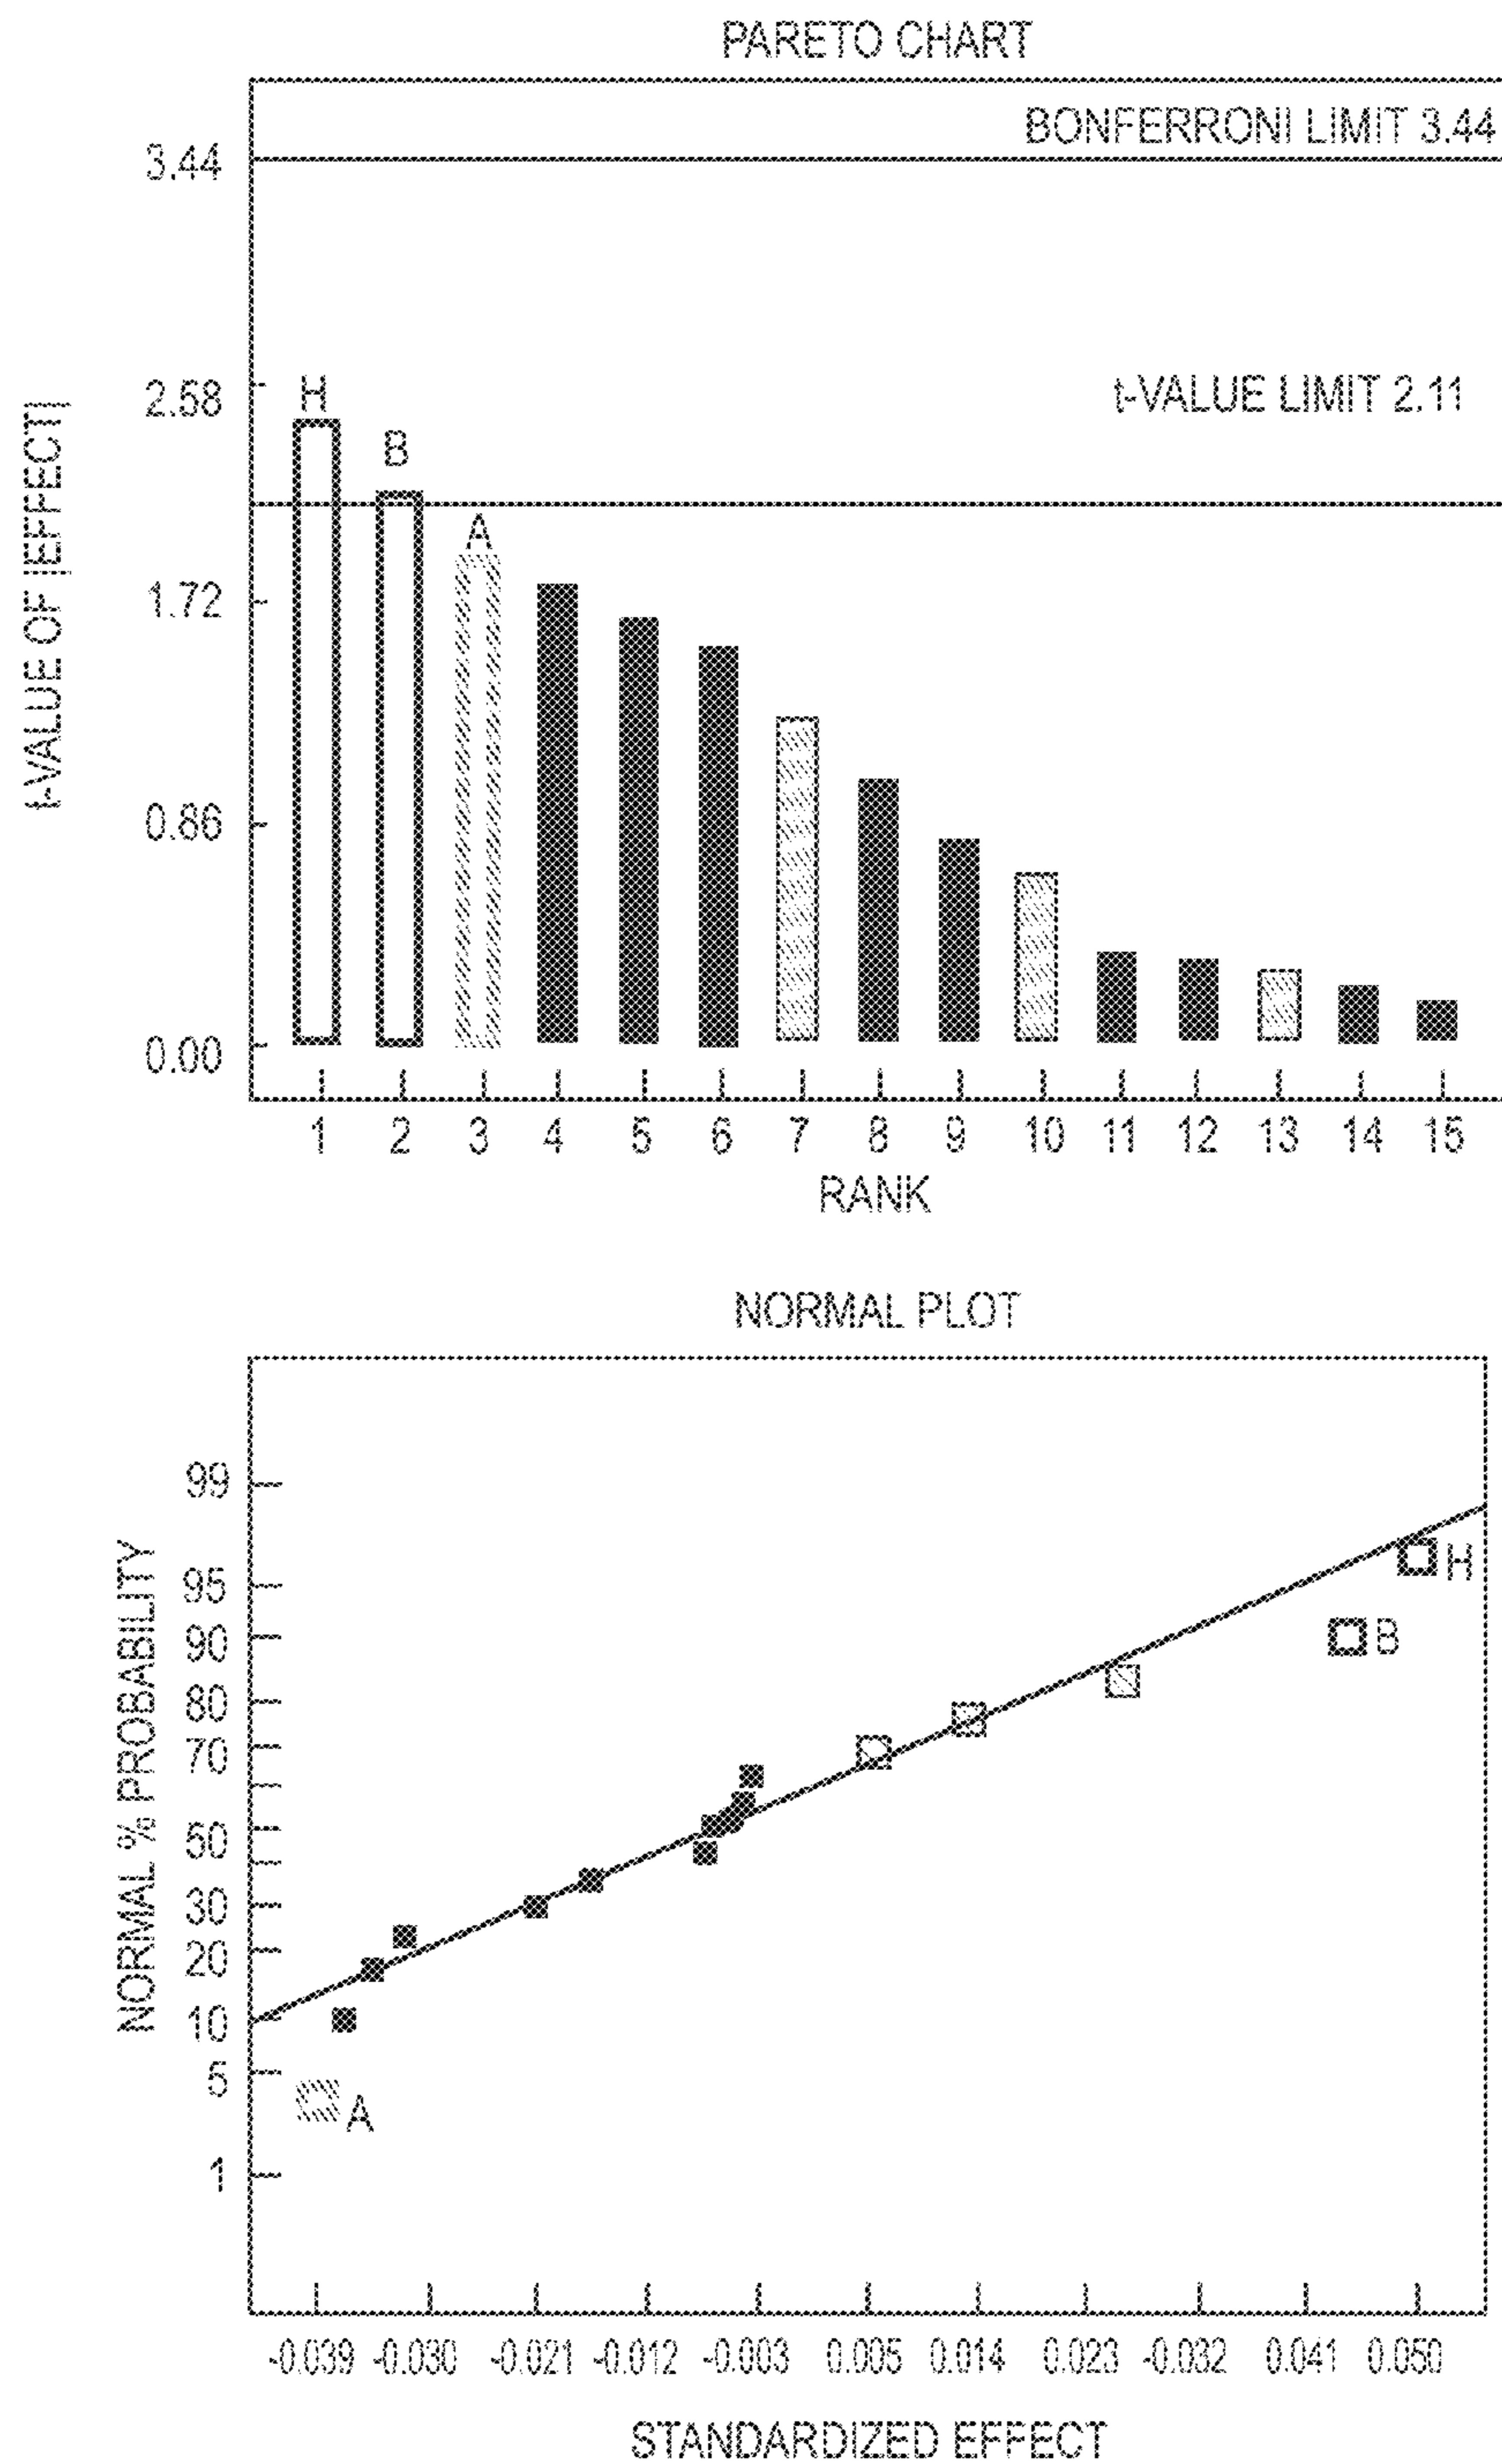 PARETO CHART
BONFERRONI LIMIT 3.44
3.44
t-VALUE LIMIT 2.11
2.58
H
B
A
1.72
0.86
0.00
t-VALUE OF |EFFECT|
1 2 3 4 5 6 7 8 9 10 11 12 13 14 15
RANK
NORMAL PLOT
99
95
90
80
70
50
30
20
10
5
1
H
B
A
NORMAL % PROBABILITY
-0.039 -0.030 -0.021 -0.012 -0.003 0.005 0.014 0.023 -0.032 0.041 0.050
STANDARDIZED EFFECT